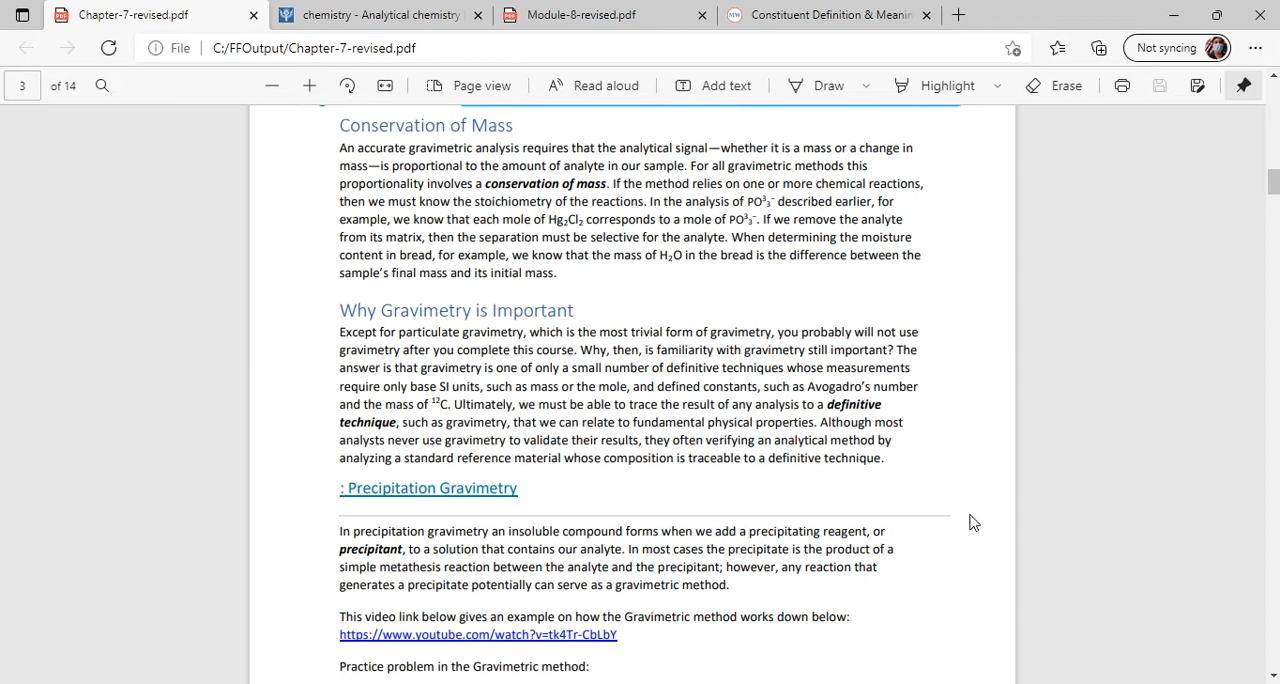 Chapter-7-revised.pdf
chemistry - Analytical chemistry
Module-8-revised.pdf
MW Constituent Definition & Meanin
File C:/FFOutput/Chapter-7-revised.pdf
Not syncing
3 of 14
Page view
Read aloud
Add text
Draw
Highlight
Erase
Conservation of Mass
An accurate gravimetric analysis requires that the analytical signal—whether it is a mass or a change in
mass—is proportional to the amount of analyte in our sample. For all gravimetric methods this
proportionality involves a conservation of mass. If the method relies on one or more chemical reactions,
then we must know the stoichiometry of the reactions. In the analysis of PO³₃⁻ described earlier, for
example, we know that each mole of Hg₂Cl₂ corresponds to a mole of PO³₃⁻. If we remove the analyte
from its matrix, then the separation must be selective for the analyte. When determining the moisture
content in bread, for example, we know that the mass of H₂O in the bread is the difference between the
sample's final mass and its initial mass.
Why Gravimetry is Important
Except for particulate gravimetry, which is the most trivial form of gravimetry, you probably will not use
gravimetry after you complete this course. Why, then, is familiarity with gravimetry still important? The
answer is that gravimetry is one of only a small number of definitive techniques whose measurements
require only base SI units, such as mass or the mole, and defined constants, such as Avogadro's number
and the mass of ¹²C. Ultimately, we must be able to trace the result of any analysis to a definitive
technique, such as gravimetry, that we can relate to fundamental physical properties. Although most
analysts never use gravimetry to validate their results, they often verifying an analytical method by
analyzing a standard reference material whose composition is traceable to a definitive technique.
: Precipitation Gravimetry
In precipitation gravimetry an insoluble compound forms when we add a precipitating reagent, or
precipitant, to a solution that contains our analyte. In most cases the precipitate is the product of a
simple metathesis reaction between the analyte and the precipitant; however, any reaction that
generates a precipitate potentially can serve as a gravimetric method.
This video link below gives an example on how the Gravimetric method works down below:
https://www.youtube.com/watch?v=tk4Tr-CbLbY
Practice problem in the Gravimetric method: